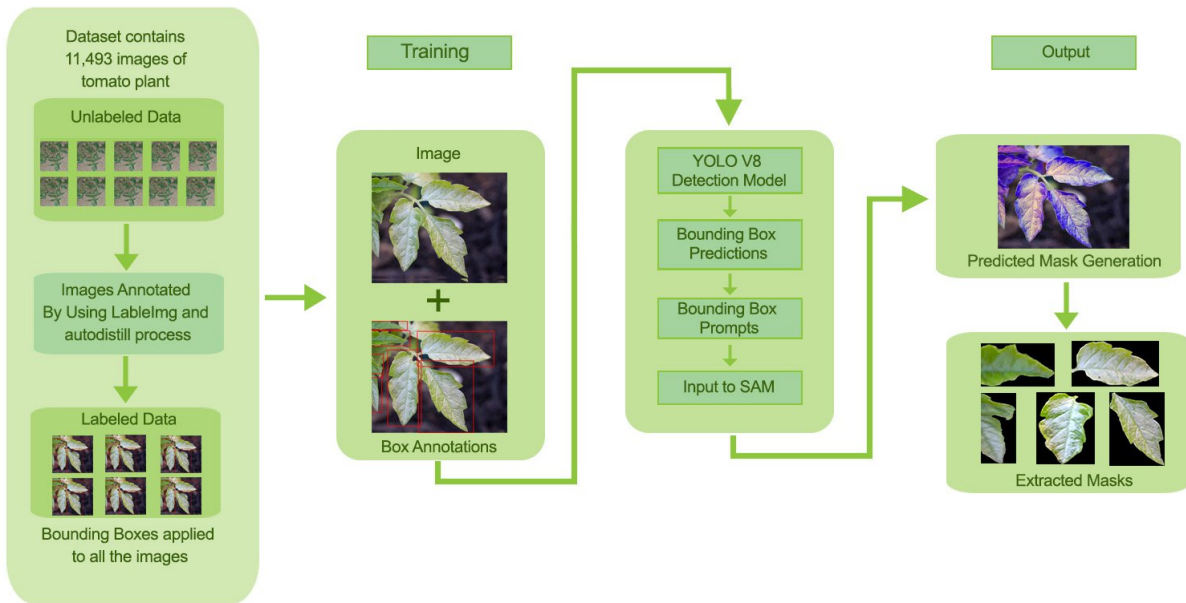 Dataset contains
11,493 images of
tomato plant
Unlabeled Data
Images Annotated
By Using LableImg and
autodistill process
Labeled Data
Bounding Boxes applied
to all the images
Training
Image
+
Box Annotations
YOLO V8
Detection Model
Bounding Box
Predictions
Bounding Box
Prompts
Input to SAM
Output
Predicted Mask Generation
Extracted Masks